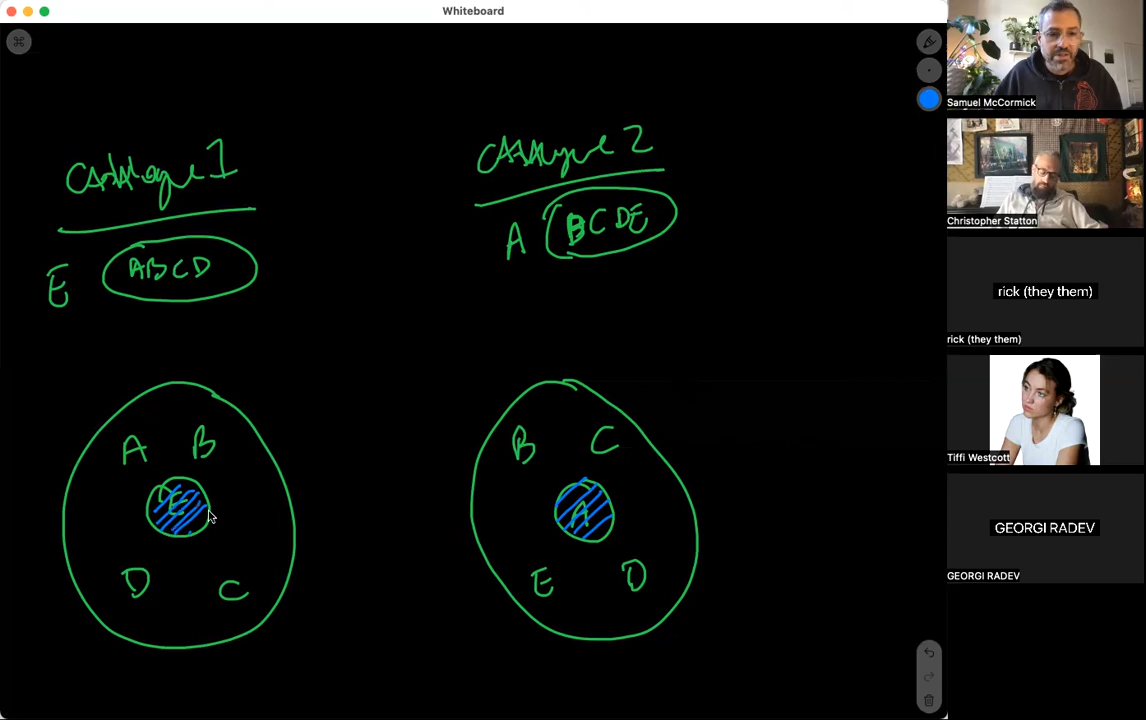 Whiteboard
Catalogue 1
E ABCD
Catalogue 2
A BCDE
A B
E
D C
B C
A
E D
Samuel McCormick
Christopher Statton
rick (they them)
rick (they them)
Tiffi Westcott
GEORGI RADEV
GEORGI RADEV